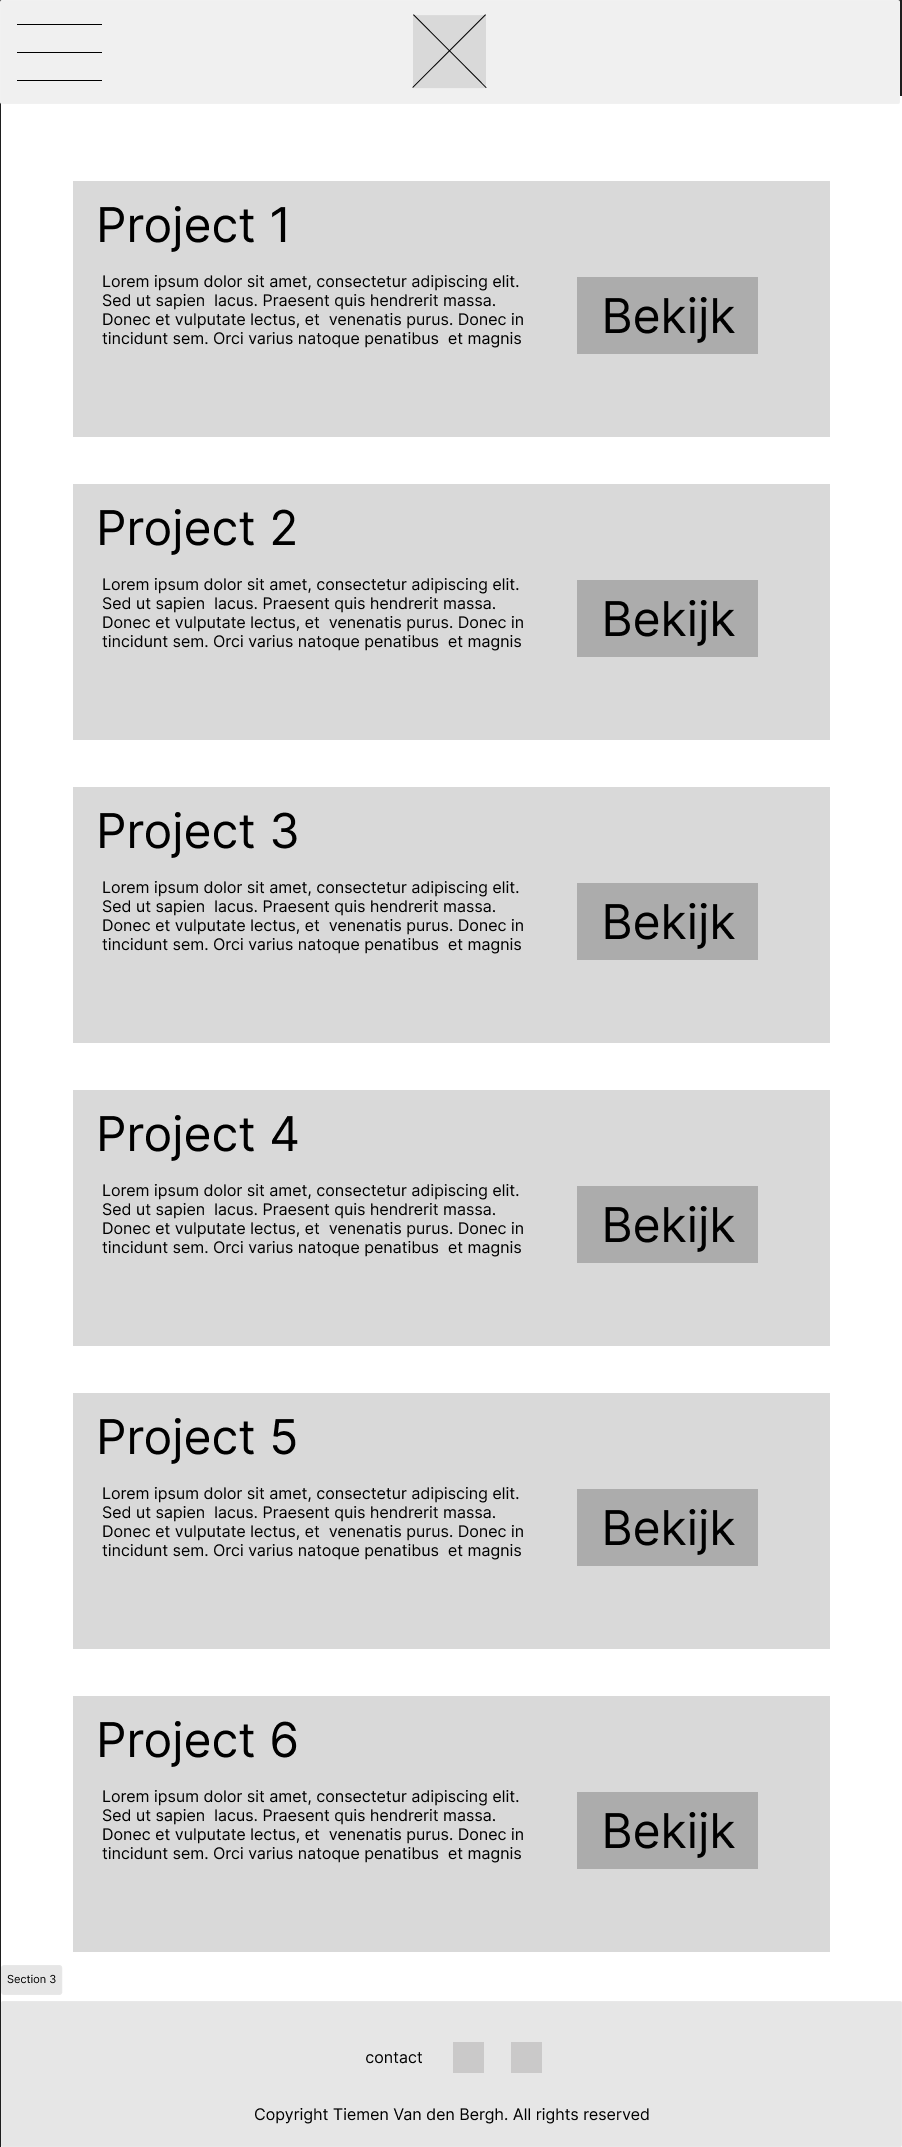 Project 1
Lorem ipsum dolor sit amet, consectetur adipiscing elit.
Sed ut sapien  lacus. Praesent quis hendrerit massa.
Donec et vulputate lectus, et  venenatis purus. Donec in
tincidunt sem. Orci varius natoque penatibus  et magnis
Bekijk
Project 2
Lorem ipsum dolor sit amet, consectetur adipiscing elit.
Sed ut sapien  lacus. Praesent quis hendrerit massa.
Donec et vulputate lectus, et  venenatis purus. Donec in
tincidunt sem. Orci varius natoque penatibus  et magnis
Bekijk
Project 3
Lorem ipsum dolor sit amet, consectetur adipiscing elit.
Sed ut sapien  lacus. Praesent quis hendrerit massa.
Donec et vulputate lectus, et  venenatis purus. Donec in
tincidunt sem. Orci varius natoque penatibus  et magnis
Bekijk
Project 4
Lorem ipsum dolor sit amet, consectetur adipiscing elit.
Sed ut sapien  lacus. Praesent quis hendrerit massa.
Donec et vulputate lectus, et  venenatis purus. Donec in
tincidunt sem. Orci varius natoque penatibus  et magnis
Bekijk
Project 5
Lorem ipsum dolor sit amet, consectetur adipiscing elit.
Sed ut sapien  lacus. Praesent quis hendrerit massa.
Donec et vulputate lectus, et  venenatis purus. Donec in
tincidunt sem. Orci varius natoque penatibus  et magnis
Bekijk
Project 6
Lorem ipsum dolor sit amet, consectetur adipiscing elit.
Sed ut sapien  lacus. Praesent quis hendrerit massa.
Donec et vulputate lectus, et  venenatis purus. Donec in
tincidunt sem. Orci varius natoque penatibus  et magnis
Bekijk
Section 3
contact
Copyright Tiemen Van den Bergh. All rights reserved